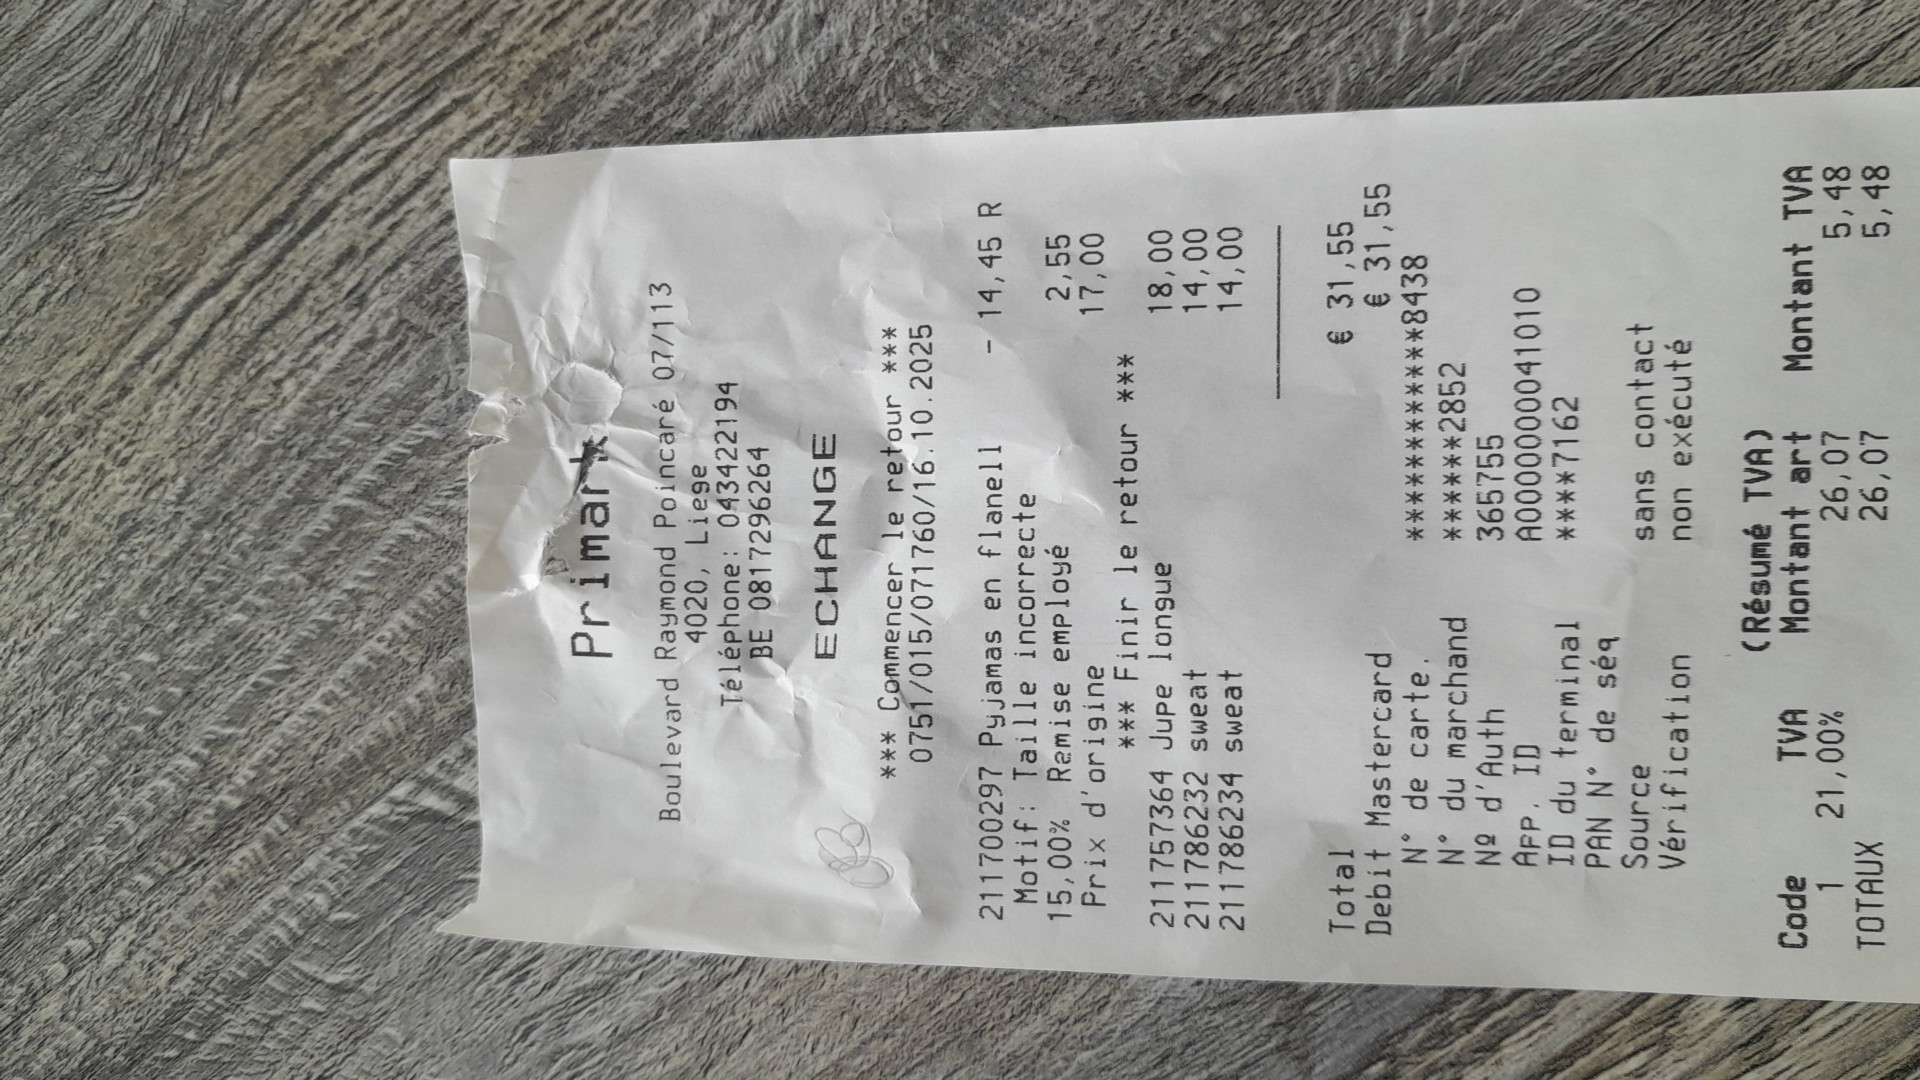 Primark
Boulevard Raymond Poincaré 07/113
4020, Liege
Téléphone: 043422194
BE 0817296264
ECHANGE
*** Commencer le retour ***
0751/015/071760/16.10.2025
211700297 Pyjamas en flanell - 14,45 R
Motif: Taille incorrecte
15,00% Remise employé 2,55
Prix d'origine 17,00
*** Finir le retour ***
211757364 Jupe longue 18,00
211786232 sweat 14,00
211786234 sweat 14,00
Total € 31,55
Debit Mastercard € 31,55
N° de carte. ************8438
N° du marchand ******2852
Nº d'Auth 365755
APP. ID A0000000041010
ID du terminal ****7162
PAN N° de séq
Source sans contact
Vérification non exécuté
(Résumé TVA)
Code TVA Montant art Montant TVA
1 21,00% 26,07 5,48
TOTAUX 26,07 5,48